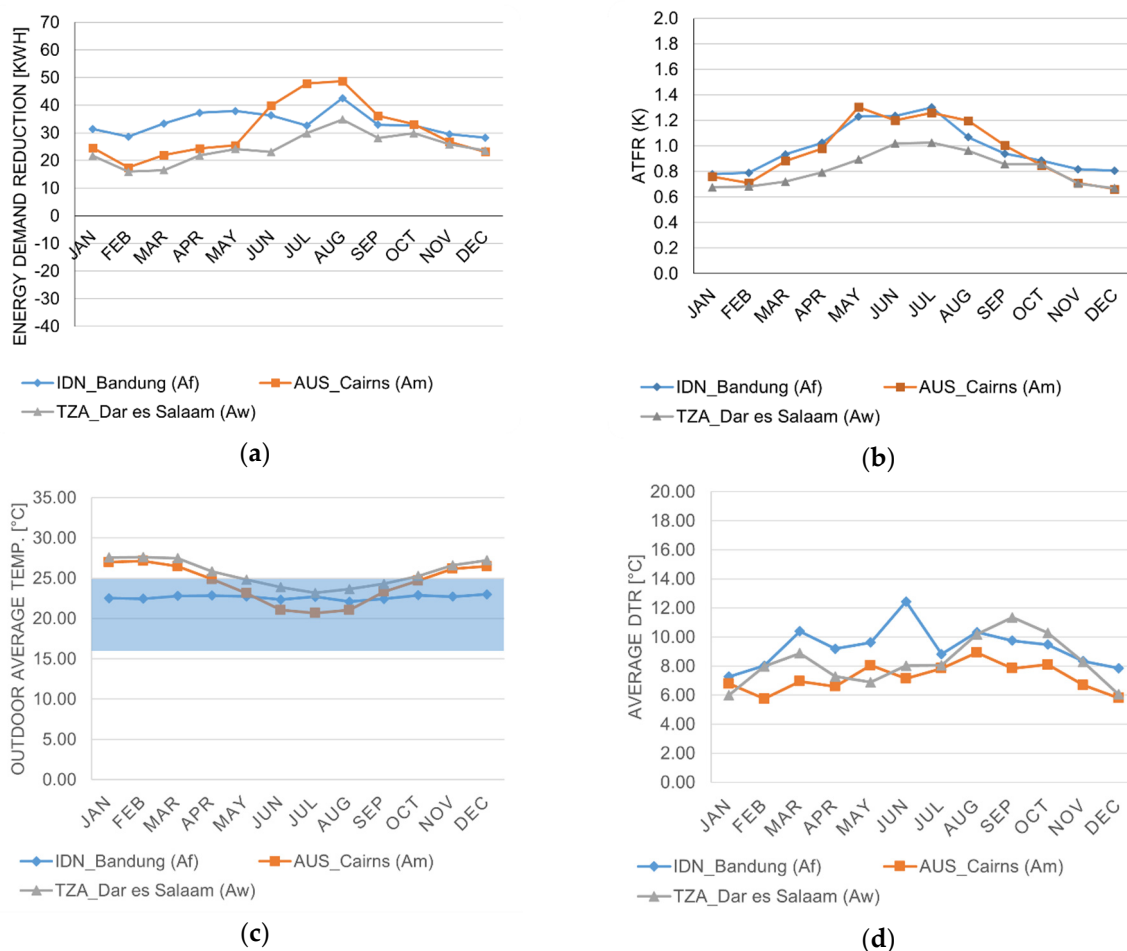 ENERGY DEMAND REDUCTION [KWH]
70
60
50
40
30
20
10
0
-10
-20
-30
-40
JAN FEB MAR APR MAY JUN JUL AUG SEP OCT NOV DEC
IDN_Bandung (Af) AUS_Cairns (Am)
TZA_Dar es Salaam (Aw)
(a)
ATFR (K)
2.0
1.8
1.6
1.4
1.2
1.0
0.8
0.6
0.4
0.2
0.0
JAN FEB MAR APR MAY JUN JUL AUG SEP OCT NOV DEC
IDN_Bandung (Af) AUS_Cairns (Am)
TZA_Dar es Salaam (Aw)
(b)
OUTDOOR AVERAGE TEMP. [°C]
35.00
30.00
25.00
20.00
15.00
10.00
5.00
0.00
JAN FEB MAR APR MAY JUN JUL AUG SEP OCT NOV DEC
IDN_Bandung (Af) AUS_Cairns (Am)
TZA_Dar es Salaam (Aw)
(c)
AVERAGE DTR [°C]
20.00
18.00
16.00
14.00
12.00
10.00
8.00
6.00
4.00
2.00
0.00
JAN FEB MAR APR MAY JUN JUL AUG SEP OCT NOV DEC
IDN_Bandung (Af) AUS_Cairns (Am)
TZA_Dar es Salaam (Aw)
(d)